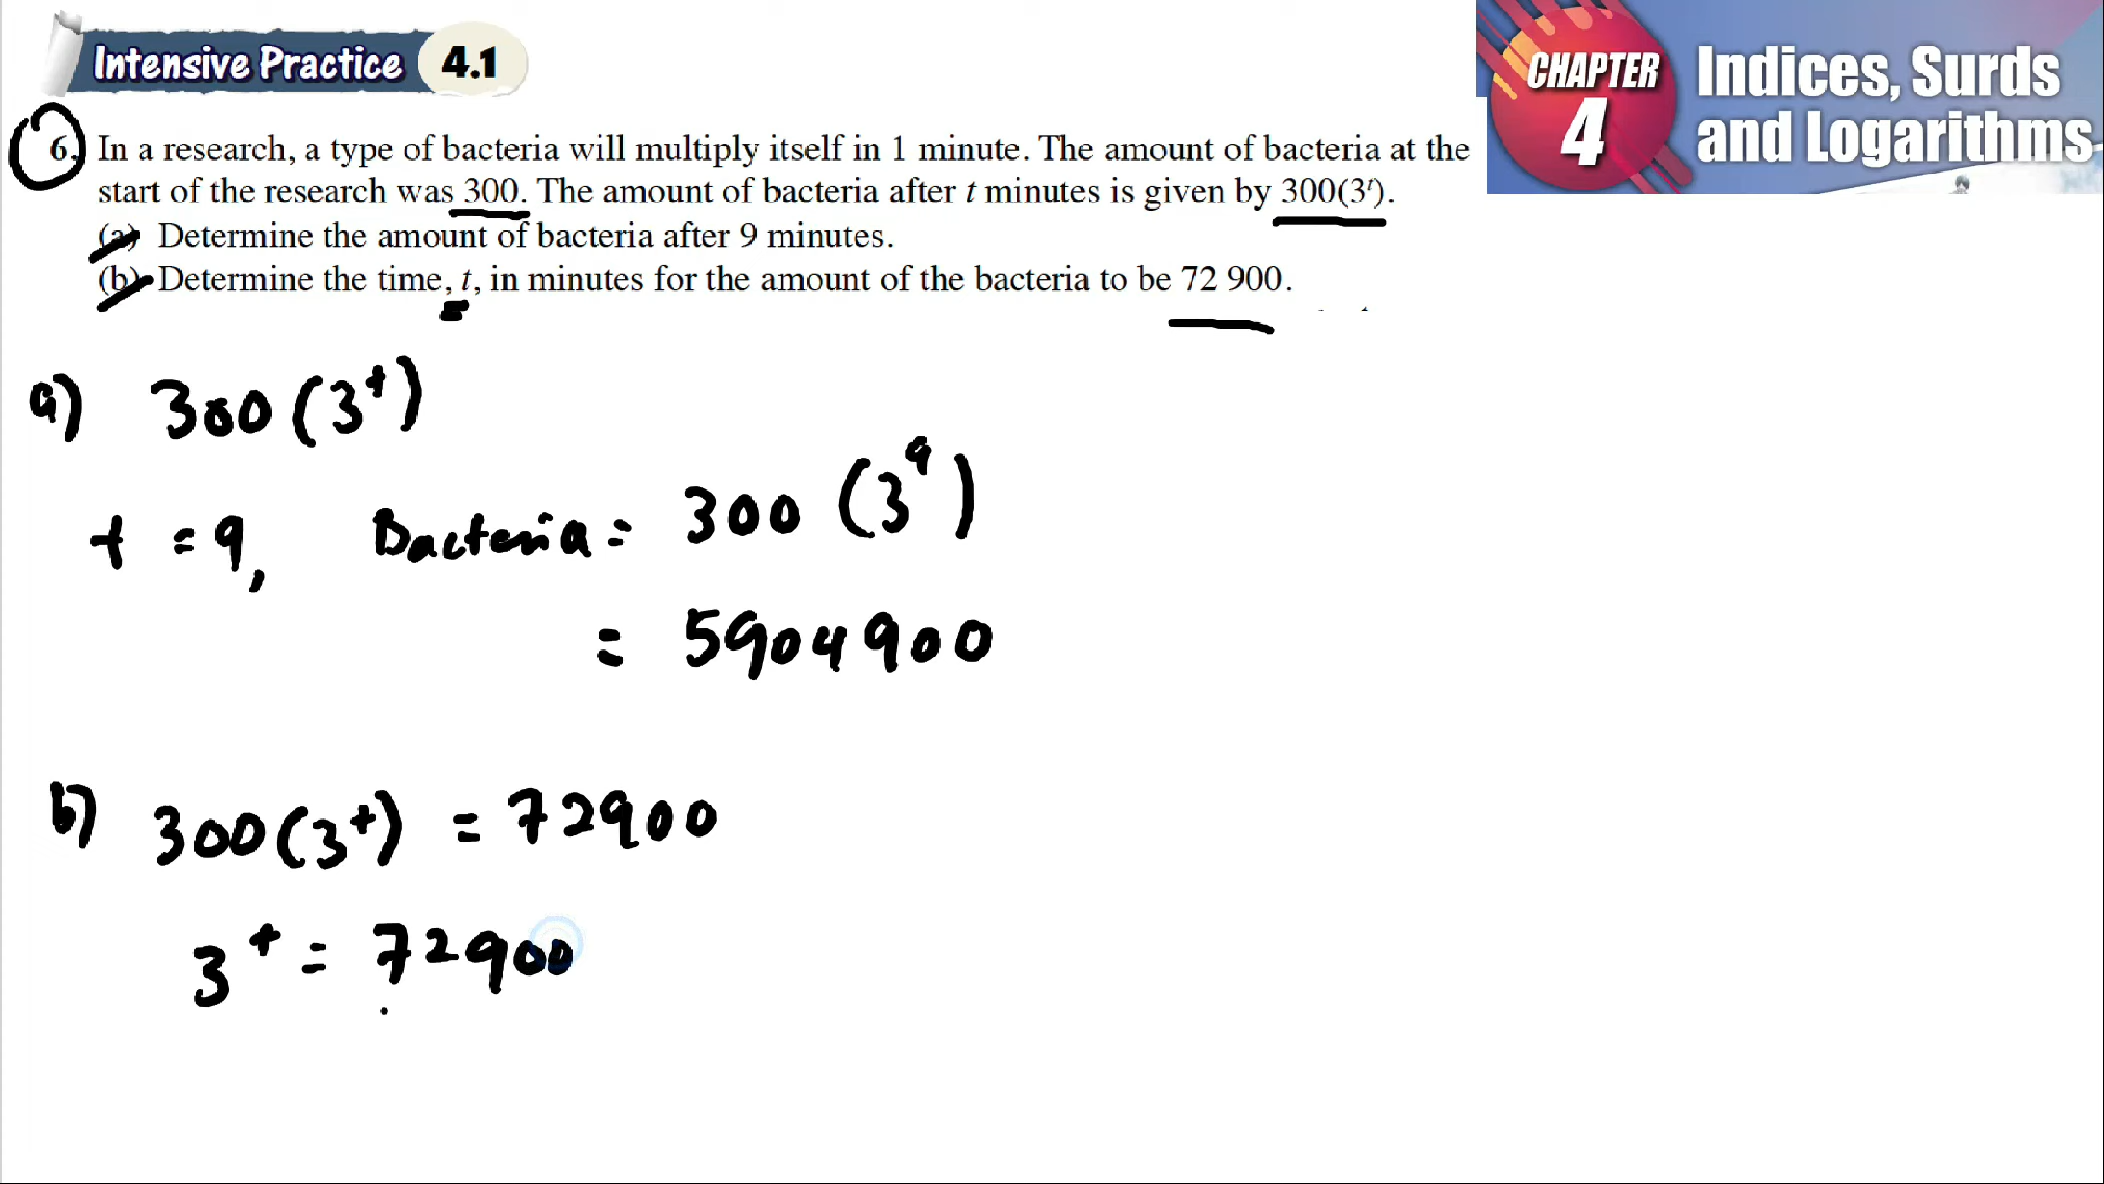 Intensive Practice 4.1
CHAPTER 4
Indices, Surds and Logarithms
6. In a research, a type of bacteria will multiply itself in 1 minute. The amount of bacteria at the
start of the research was 300. The amount of bacteria after t minutes is given by 300(3ᵗ).
(a) Determine the amount of bacteria after 9 minutes.
(b) Determine the time, t, in minutes for the amount of the bacteria to be 72 900.
a) 300 (3ᵗ)
t = 9, Bacteria = 300 (3⁹)
= 5904900
b) 300 (3ᵗ) = 72900
3ᵗ = 72900